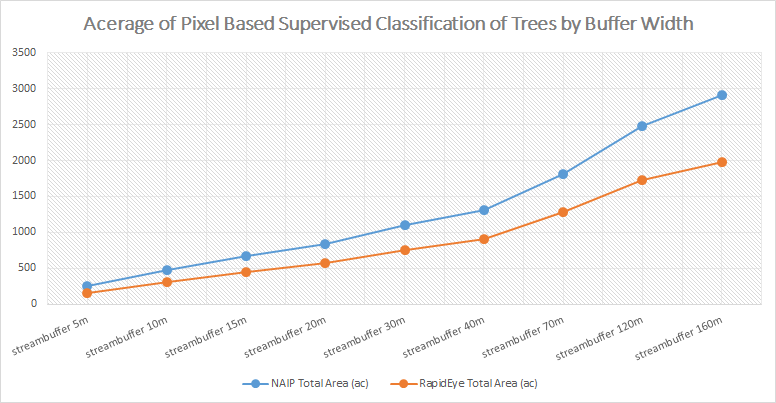 Acerage of Pixel Based Supervised Classification of Trees by Buffer Width
3500
3000
2500
2000
1500
1000
500
0
streambuffer 5m
streambuffer 10m
streambuffer 15m
streambuffer 20m
streambuffer 30m
streambuffer 40m
streambuffer 70m
streambuffer 120m
streambuffer 160m
NAIP Total Area (ac)
RapidEye Total Area (ac)